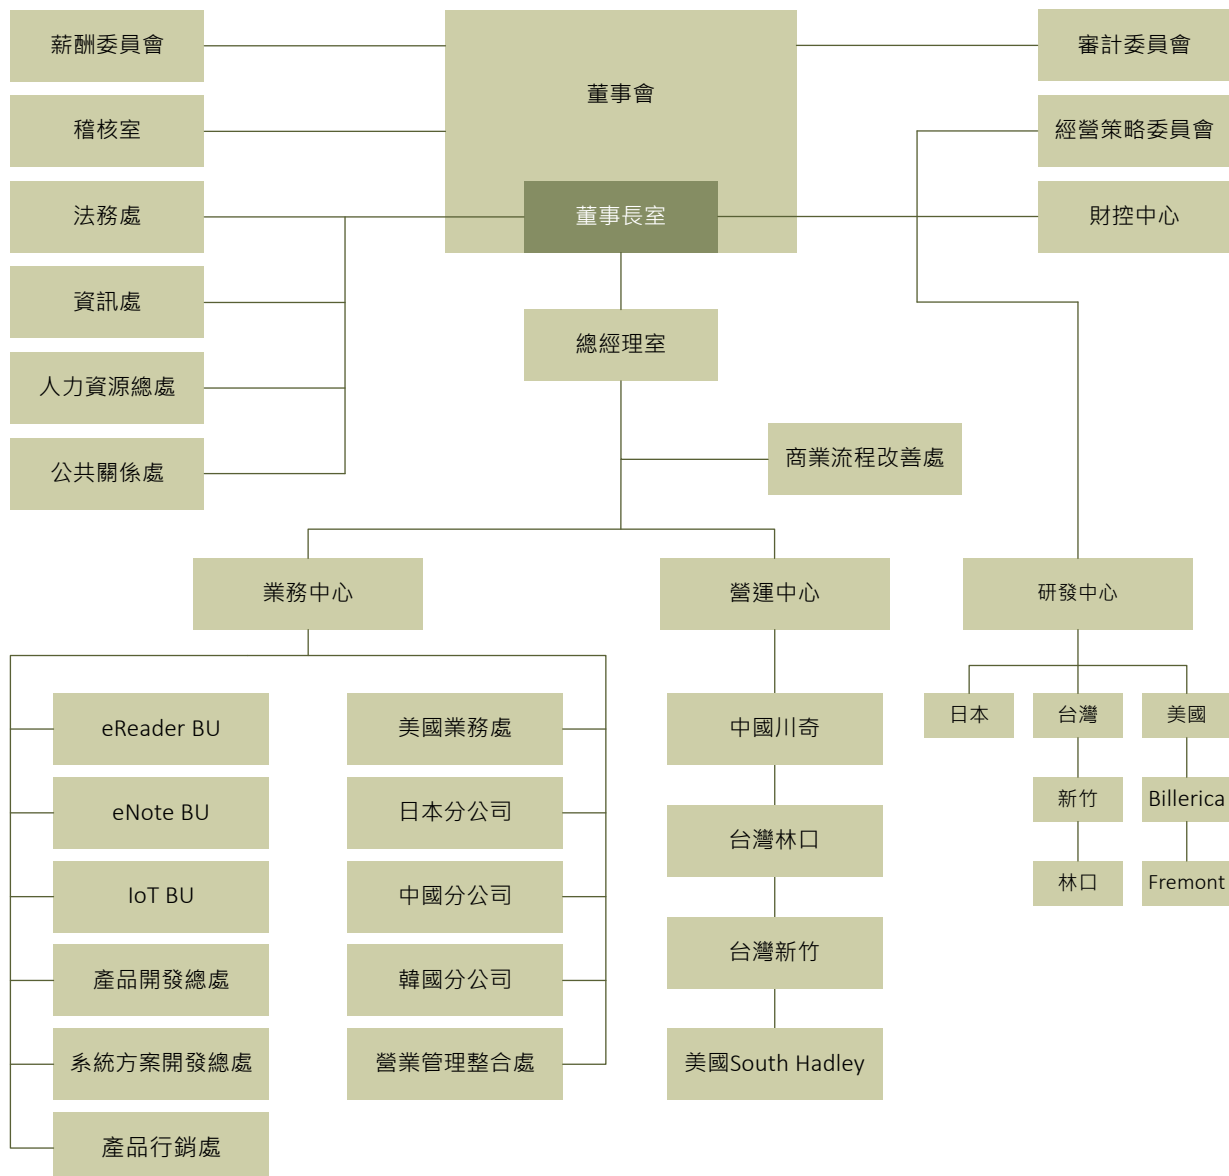 薪酬委員會
董事會
審計委員會
稽核室
經營策略委員會
法務處
董事長室
財控中心
資訊處
總經理室
人力資源總處
公共關係處
商業流程改善處
業務中心
營運中心
研發中心
eReader BU
美國業務處
中國川奇
日本
台灣
美國
eNote BU
日本分公司
台灣林口
新竹
Billerica
IoT BU
中國分公司
台灣新竹
林口
Fremont
產品開發總處
韓國分公司
美國South Hadley
系統方案開發總處
營業管理整合處
產品行銷處